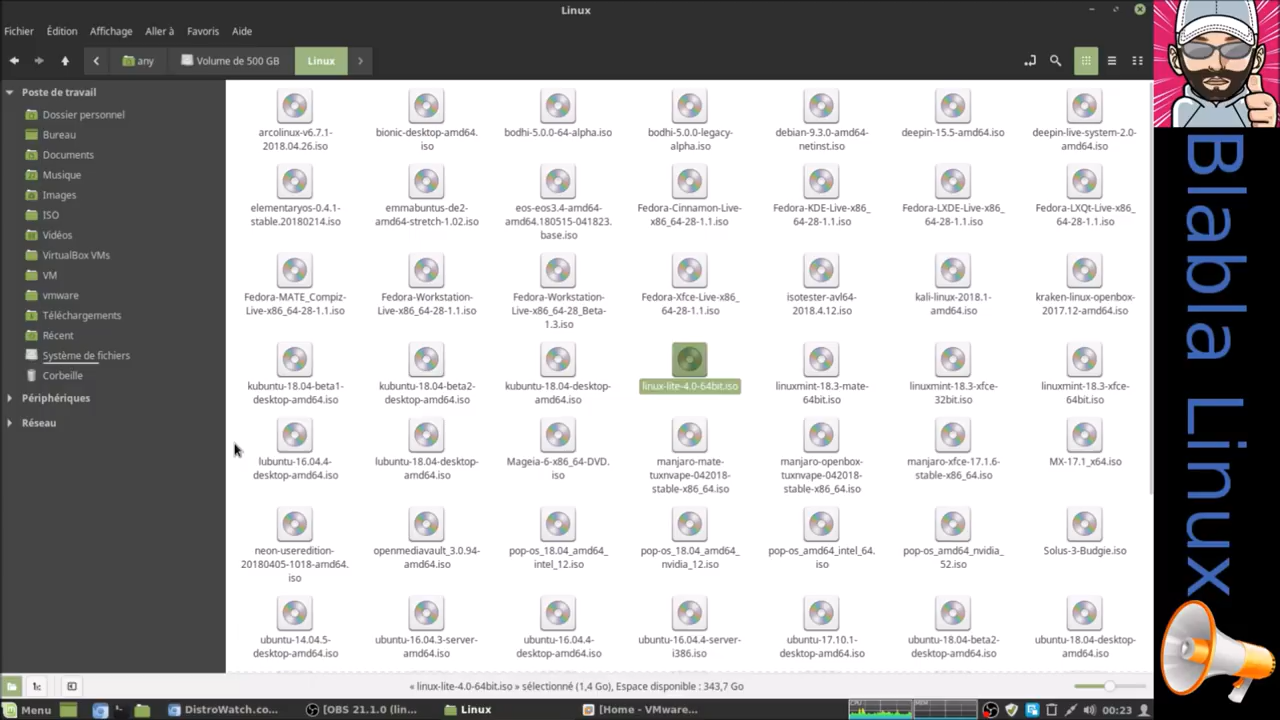 Linux
Fichier Édition Affichage Aller à Favoris Aide
any Volume de 500 GB Linux
Poste de travail
Dossier personnel
Bureau
Documents
Musique
Images
ISO
Vidéos
VirtualBox VMs
VM
vmware
Téléchargements
Récent
Système de fichiers
Corbeille
Périphériques
Réseau
arcolinux-v6.7.1-
2018.04.26.iso
bionic-desktop-amd64.
iso
bodhi-5.0.0-64-alpha.iso
bodhi-5.0.0-legacy-
alpha.iso
debian-9.3.0-amd64-
netinst.iso
deepin-15.5-amd64.iso
deepin-live-system-2.0-
amd64.iso
elementaryos-0.4.1-
stable.20180214.iso
emmabuntus-de2-
amd64-stretch-1.02.iso
eos-eos3.4-amd64-
amd64.180515-041823.
base.iso
Fedora-Cinnamon-Live-
x86_64-28-1.1.iso
Fedora-KDE-Live-x86_
64-28-1.1.iso
Fedora-LXDE-Live-x86_
64-28-1.1.iso
Fedora-LXQt-Live-x86_
64-28-1.1.iso
Fedora-MATE_Compiz-
Live-x86_64-28-1.1.iso
Fedora-Workstation-
Live-x86_64-28-1.1.iso
Fedora-Workstation-
Live-x86_64-28_Beta-
1.3.iso
Fedora-Xfce-Live-x86_
64-28-1.1.iso
isotester-avl64-
2018.4.12.iso
kali-linux-2018.1-
amd64.iso
kraken-linux-openbox-
2017.12-amd64.iso
kubuntu-18.04-beta1-
desktop-amd64.iso
kubuntu-18.04-beta2-
desktop-amd64.iso
kubuntu-18.04-desktop-
amd64.iso
linux-lite-4.0-64bit.iso
linuxmint-18.3-mate-
64bit.iso
linuxmint-18.3-xfce-
32bit.iso
linuxmint-18.3-xfce-
64bit.iso
lubuntu-16.04.4-
desktop-amd64.iso
lubuntu-18.04-desktop-
amd64.iso
Mageia-6-x86_64-DVD.
iso
manjaro-mate-
tuxnvape-042018-
stable-x86_64.iso
manjaro-openbox-
tuxnvape-042018-
stable-x86_64.iso
manjaro-xfce-17.1.6-
stable-x86_64.iso
MX-17.1_x64.iso
neon-useredition-
20180405-1018-amd64.
iso
openmediavault_3.0.94-
amd64.iso
pop-os_18.04_amd64_
intel_12.iso
pop-os_18.04_amd64_
nvidia_12.iso
pop-os_amd64_intel_64.
iso
pop-os_amd64_nvidia_
52.iso
Solus-3-Budgie.iso
ubuntu-14.04.5-
desktop-amd64.iso
ubuntu-16.04.3-server-
amd64.iso
ubuntu-16.04.4-
desktop-amd64.iso
ubuntu-16.04.4-server-
i386.iso
ubuntu-17.10.1-
desktop-amd64.iso
ubuntu-18.04-beta2-
desktop-amd64.iso
ubuntu-18.04-desktop-
amd64.iso
« linux-lite-4.0-64bit.iso » sélectionné (1,4 Go), Espace disponible : 343,7 Go
Menu DistroWatch.co... [OBS 21.1.0 (lin... Linux [Home - VMware... 00:23
Blabla Linux